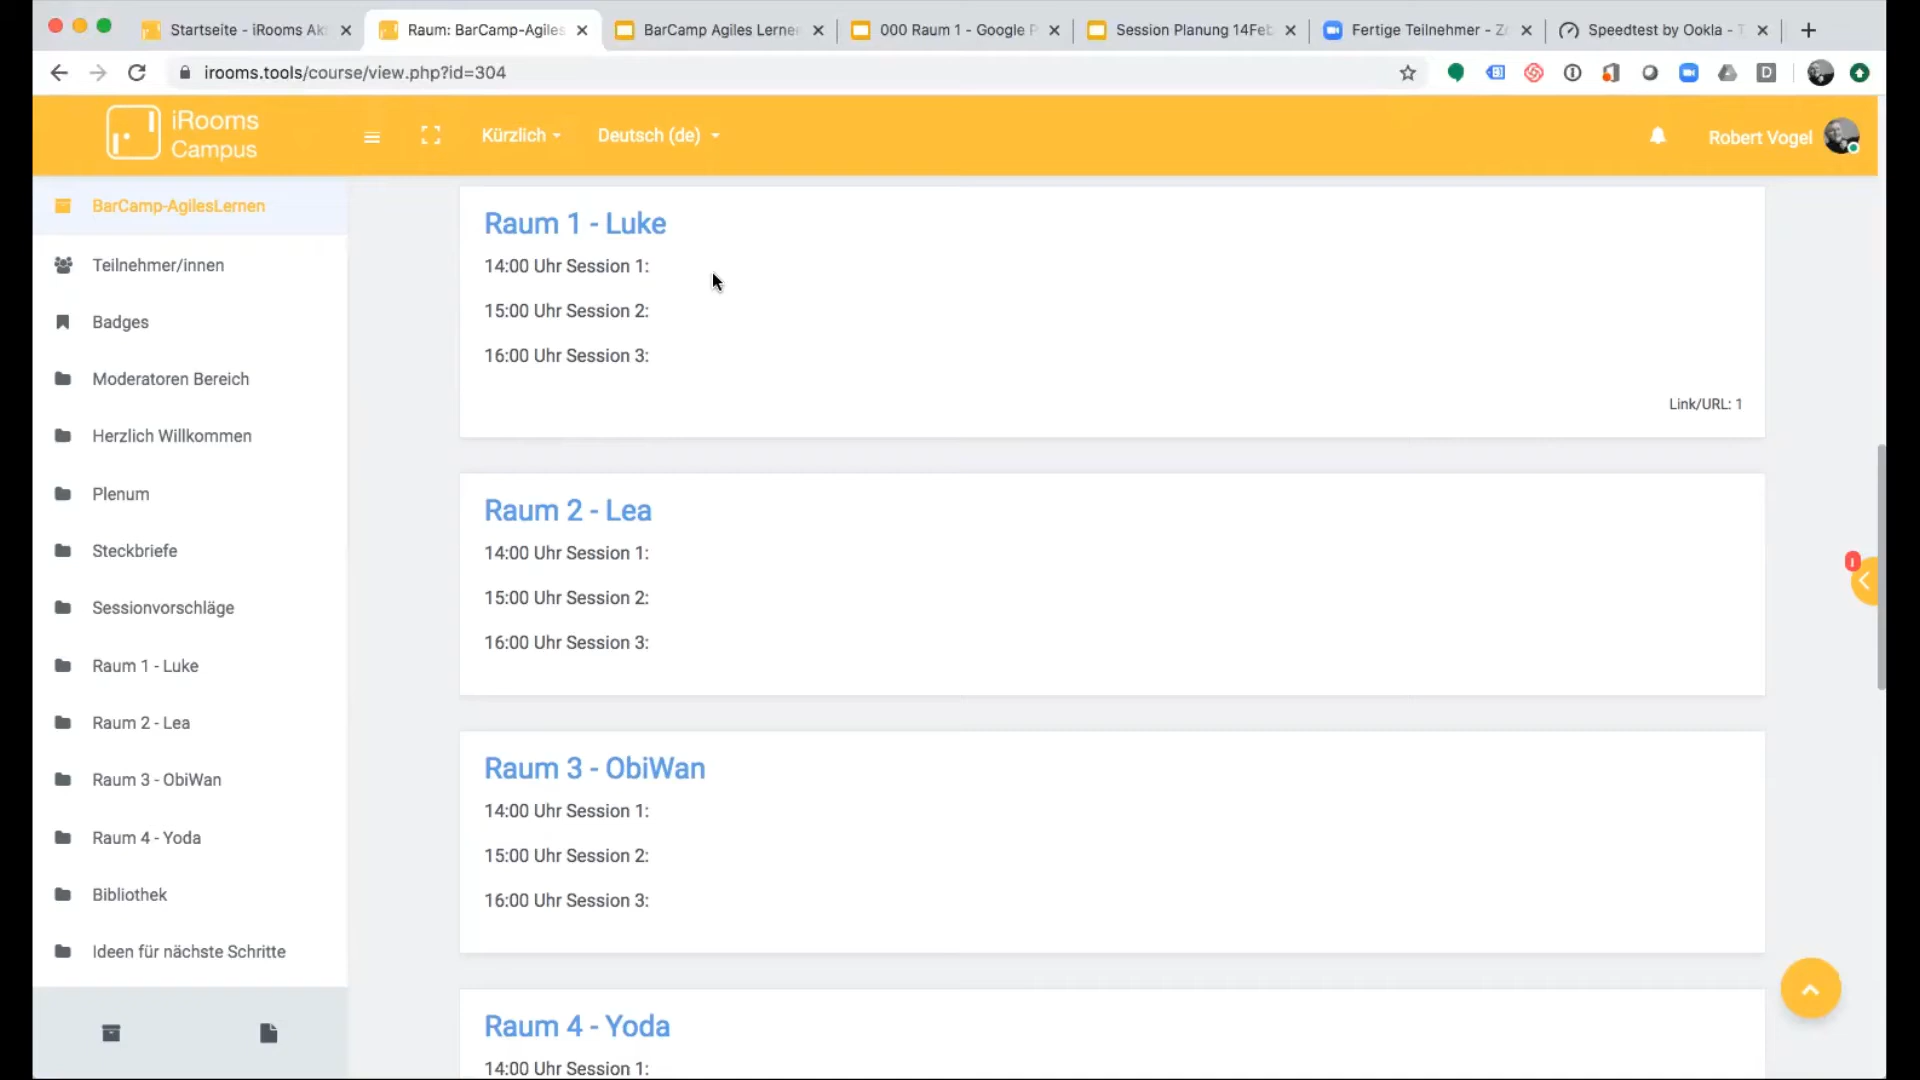 Startseite - iRooms Ak
Raum: BarCamp-Agiles
BarCamp Agiles Lerne
000 Raum 1 - Google P
Session Planung 14Feb
Fertige Teilnehmer - Zo
Speedtest by Ookla - T
irooms.tools/course/view.php?id=304
iRooms
Campus
Kürzlich
Deutsch (de)
Robert Vogel
BarCamp-AgilesLernen
Teilnehmer/innen
Badges
Moderatoren Bereich
Herzlich Willkommen
Plenum
Steckbriefe
Sessionvorschläge
Raum 1 - Luke
Raum 2 - Lea
Raum 3 - ObiWan
Raum 4 - Yoda
Bibliothek
Ideen für nächste Schritte
Raum 1 - Luke
14:00 Uhr Session 1:
15:00 Uhr Session 2:
16:00 Uhr Session 3:
Link/URL: 1
Raum 2 - Lea
14:00 Uhr Session 1:
15:00 Uhr Session 2:
16:00 Uhr Session 3:
Raum 3 - ObiWan
14:00 Uhr Session 1:
15:00 Uhr Session 2:
16:00 Uhr Session 3:
Raum 4 - Yoda
14:00 Uhr Session 1: